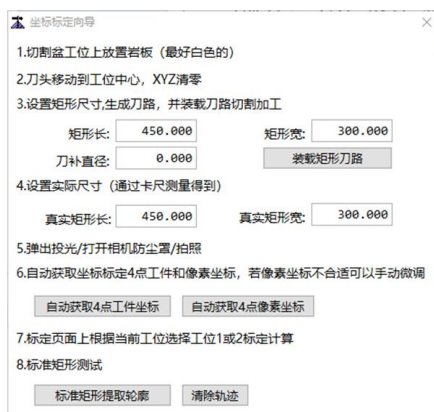 坐标标定向导
1.切割盆工位上放置岩板（最好白色的）
2.刀头移动到工位中心，XYZ清零
3.设置矩形尺寸,生成刀路，并装载刀路切割加工
矩形长: 450.000 矩形宽: 300.000
刀补直径: 0.000 装载矩形刀路
4.设置实际尺寸（通过卡尺测量得到）
真实矩形长: 450.000 真实矩形宽: 300.000
5.弹出投光/打开相机防尘罩/拍照
6.自动获取坐标标定4点工件和像素坐标，若像素坐标不合适可以手动微调
自动获取4点工件坐标 自动获取4点像素坐标
7.标定页面上根据当前工位选择工位1或2标定计算
8.标准矩形测试
标准矩形提取轮廓 清除轨迹